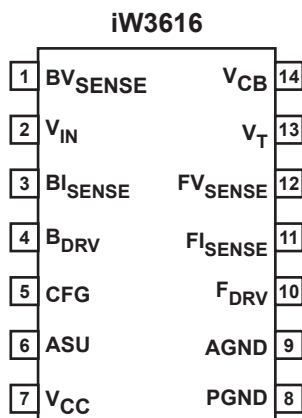 iW3616
1 BVSENSE VCB 14
2 VIN VT 13
3 BISENSE FVSENSE 12
4 BDRV FISENSE 11
5 CFG FDRV 10
6 ASU AGND 9
7 VCC PGND 8